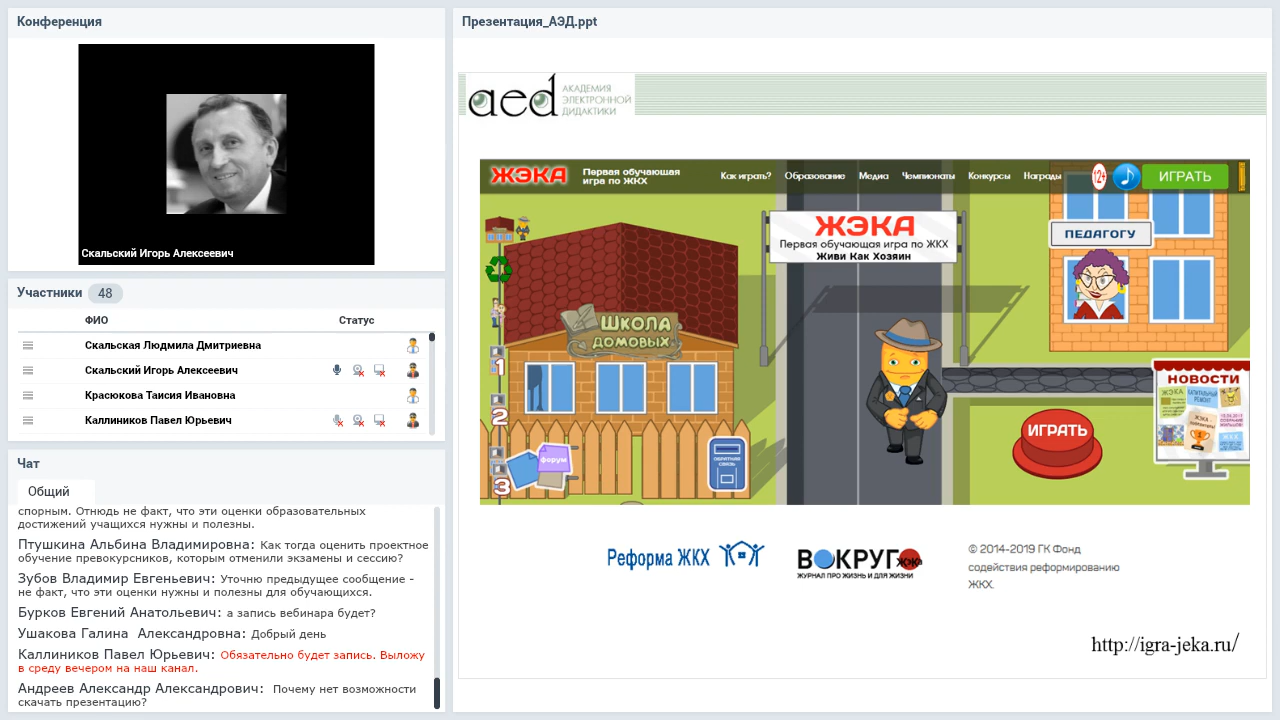 Конференция
Скальский Игорь Алексеевич
Участники 48
ФИО Статус
Скальская Людмила Дмитриевна
Скальский Игорь Алексеевич
Красюкова Таисия Ивановна
Каллиников Павел Юрьевич
Чат
Общий
спорным. Отнюдь не факт, что эти оценки образовательных
достижений учащихся нужны и полезны.
Птушкина Альбина Владимировна: Как тогда оценить проектное
обучение превокурсников, которым отменили экзамены и сессию?
Зубов Владимир Евгеньевич: Уточню предыдущее сообщение -
не факт, что эти оценки нужны и полезны для обучающихся.
Бурков Евгений Анатольевич: а запись вебинара будет?
Ушакова Галина Александровна: Добрый день
Каллиников Павел Юрьевич: Обязательно будет запись. Выложу
в среду вечером на наш канал.
Андреев Александр Александрович: Почему нет возможности
скачать презентацию?
Презентация_АЭД.ppt
aed
АКАДЕМИЯ
ЭЛЕКТРОННОЙ
ДИДАКТИКИ
ЖЭКА
Первая обучающая
игра по ЖКХ
Как играть? Образование Медиа Чемпионаты Конкурсы Награды 12+ ИГРАТЬ
ЖЭКА
Первая обучающая игра по ЖКХ
Живи Как Хозяин
ПЕДАГОГУ
ШКОЛА
ДОМОВЫХ
1
2
3
форум
ОБРАТНАЯ
СВЯЗЬ
ИГРАТЬ
НОВОСТИ
ЖЭКА
КАПИТАЛЬНЫЙ
РЕМОНТ
ЖЭКА
Реформа ЖКХ
ВОКРУГ ЖКХ
ЖУРНАЛ ПРО ЖИЗНЬ И ДЛЯ ЖИЗНИ
© 2014-2019 ГК Фонд
содействия реформированию
ЖКХ.
http://igra-jeka.ru/